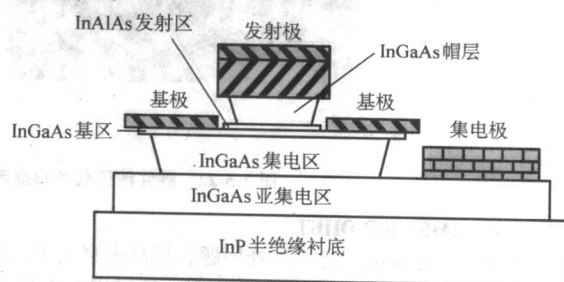 InAlAs发射区
发射极
InGaAs帽层
基极
基极
InGaAs基区
集电极
InGaAs集电区
InGaAs亚集电区
InP半绝缘衬底